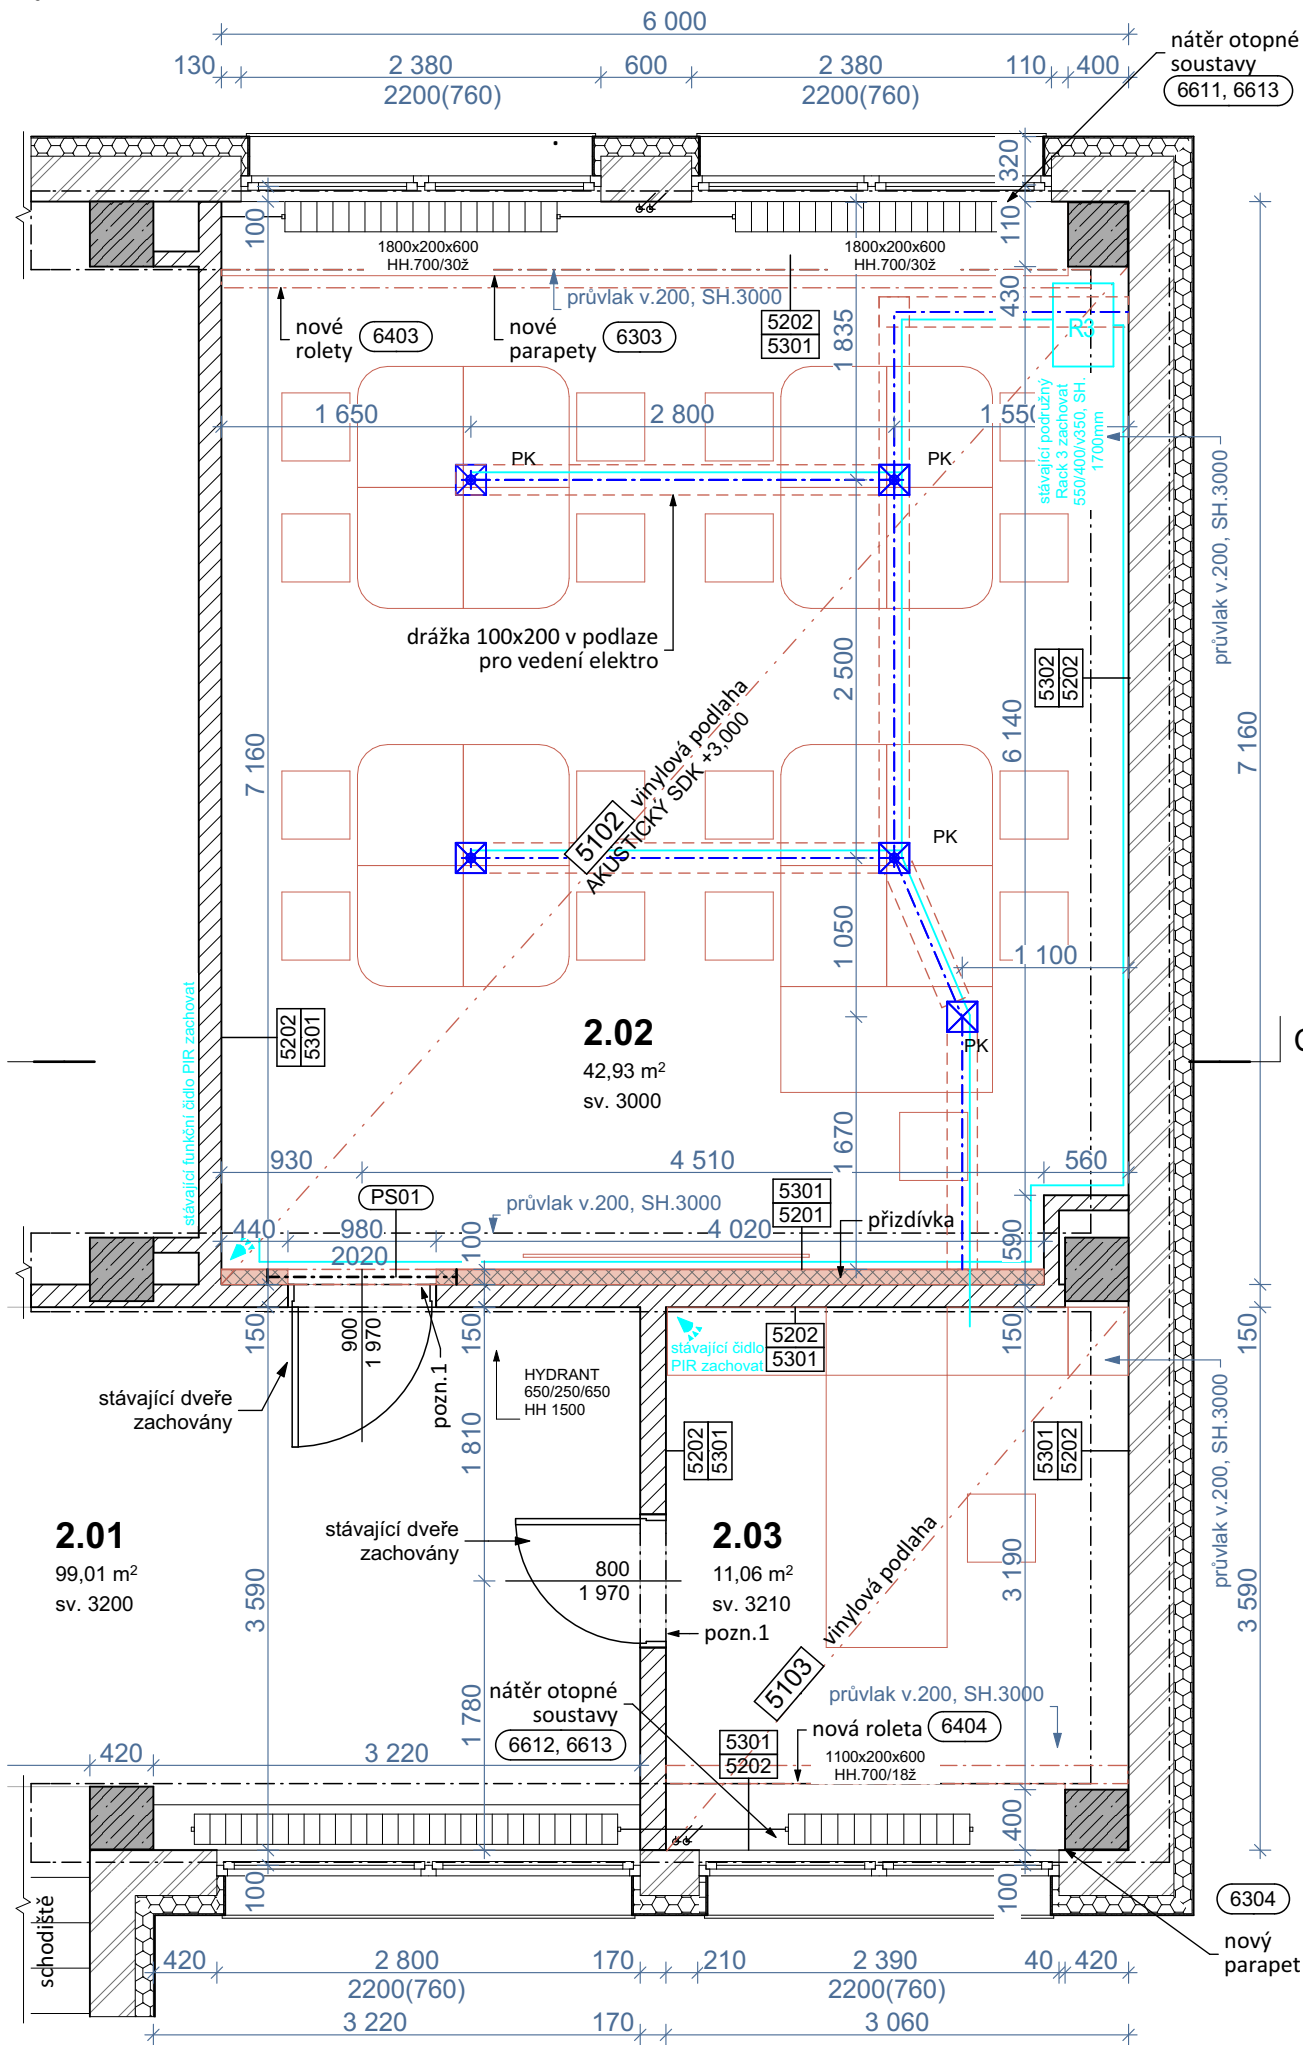 6 000
130
2 380
600
2 380
110
400
2200(760)
2200(760)
nátěr otopné
soustavy
6611, 6613
320
100
110
1800x200x600
HH.700/30ž
1800x200x600
HH.700/30ž
430
průvlak v.200, SH.3000
nové
rolety
6403
nové
parapety
6303
5202
5301
1 835
R3
1 650
2 800
1 550
stávající podružný
Rack 3 zachovat
550/400/v350, SH.
1700mm
průvlak v.200, SH.3000
PK
PK
drážka 100x200 v podlaze
pro vedení elektro
2 500
5302
5202
6 140
7 160
7 160
5102
vinylová podlaha
AKUSTICKÝ SDK +3,000
PK
1 050
1 100
stávající funkční čidlo PIR zachovat
5202
5301
2.02
42,93 m²
sv. 3000
PK
1 670
930
4 510
560
PS01
průvlak v.200, SH.3000
5301
5201
přizdívka
440
980
100
4 020
590
2020
150
900
1 970
150
150
150
stávající čidlo
PIR zachovat
5202
5301
HYDRANT
650/250/650
HH 1500
stávající dveře
zachovány
pozn.1
1 810
5202
5301
5301
5202
průvlak v.200, SH.3000
2.01
99,01 m²
sv. 3200
stávající dveře
zachovány
800
1 970
2.03
11,06 m²
sv. 3210
pozn.1
vinylová podlaha
5103
3 590
3 190
3 590
nátěr otopné
soustavy
6612, 6613
1 780
průvlak v.200, SH.3000
nová roleta
6404
5301
5202
1100x200x600
HH.700/18ž
420
3 220
400
100
100
schodiště
6304
nový
parapet
420
2 800
170
210
2 390
40
420
2200(760)
2200(760)
3 220
170
3 060